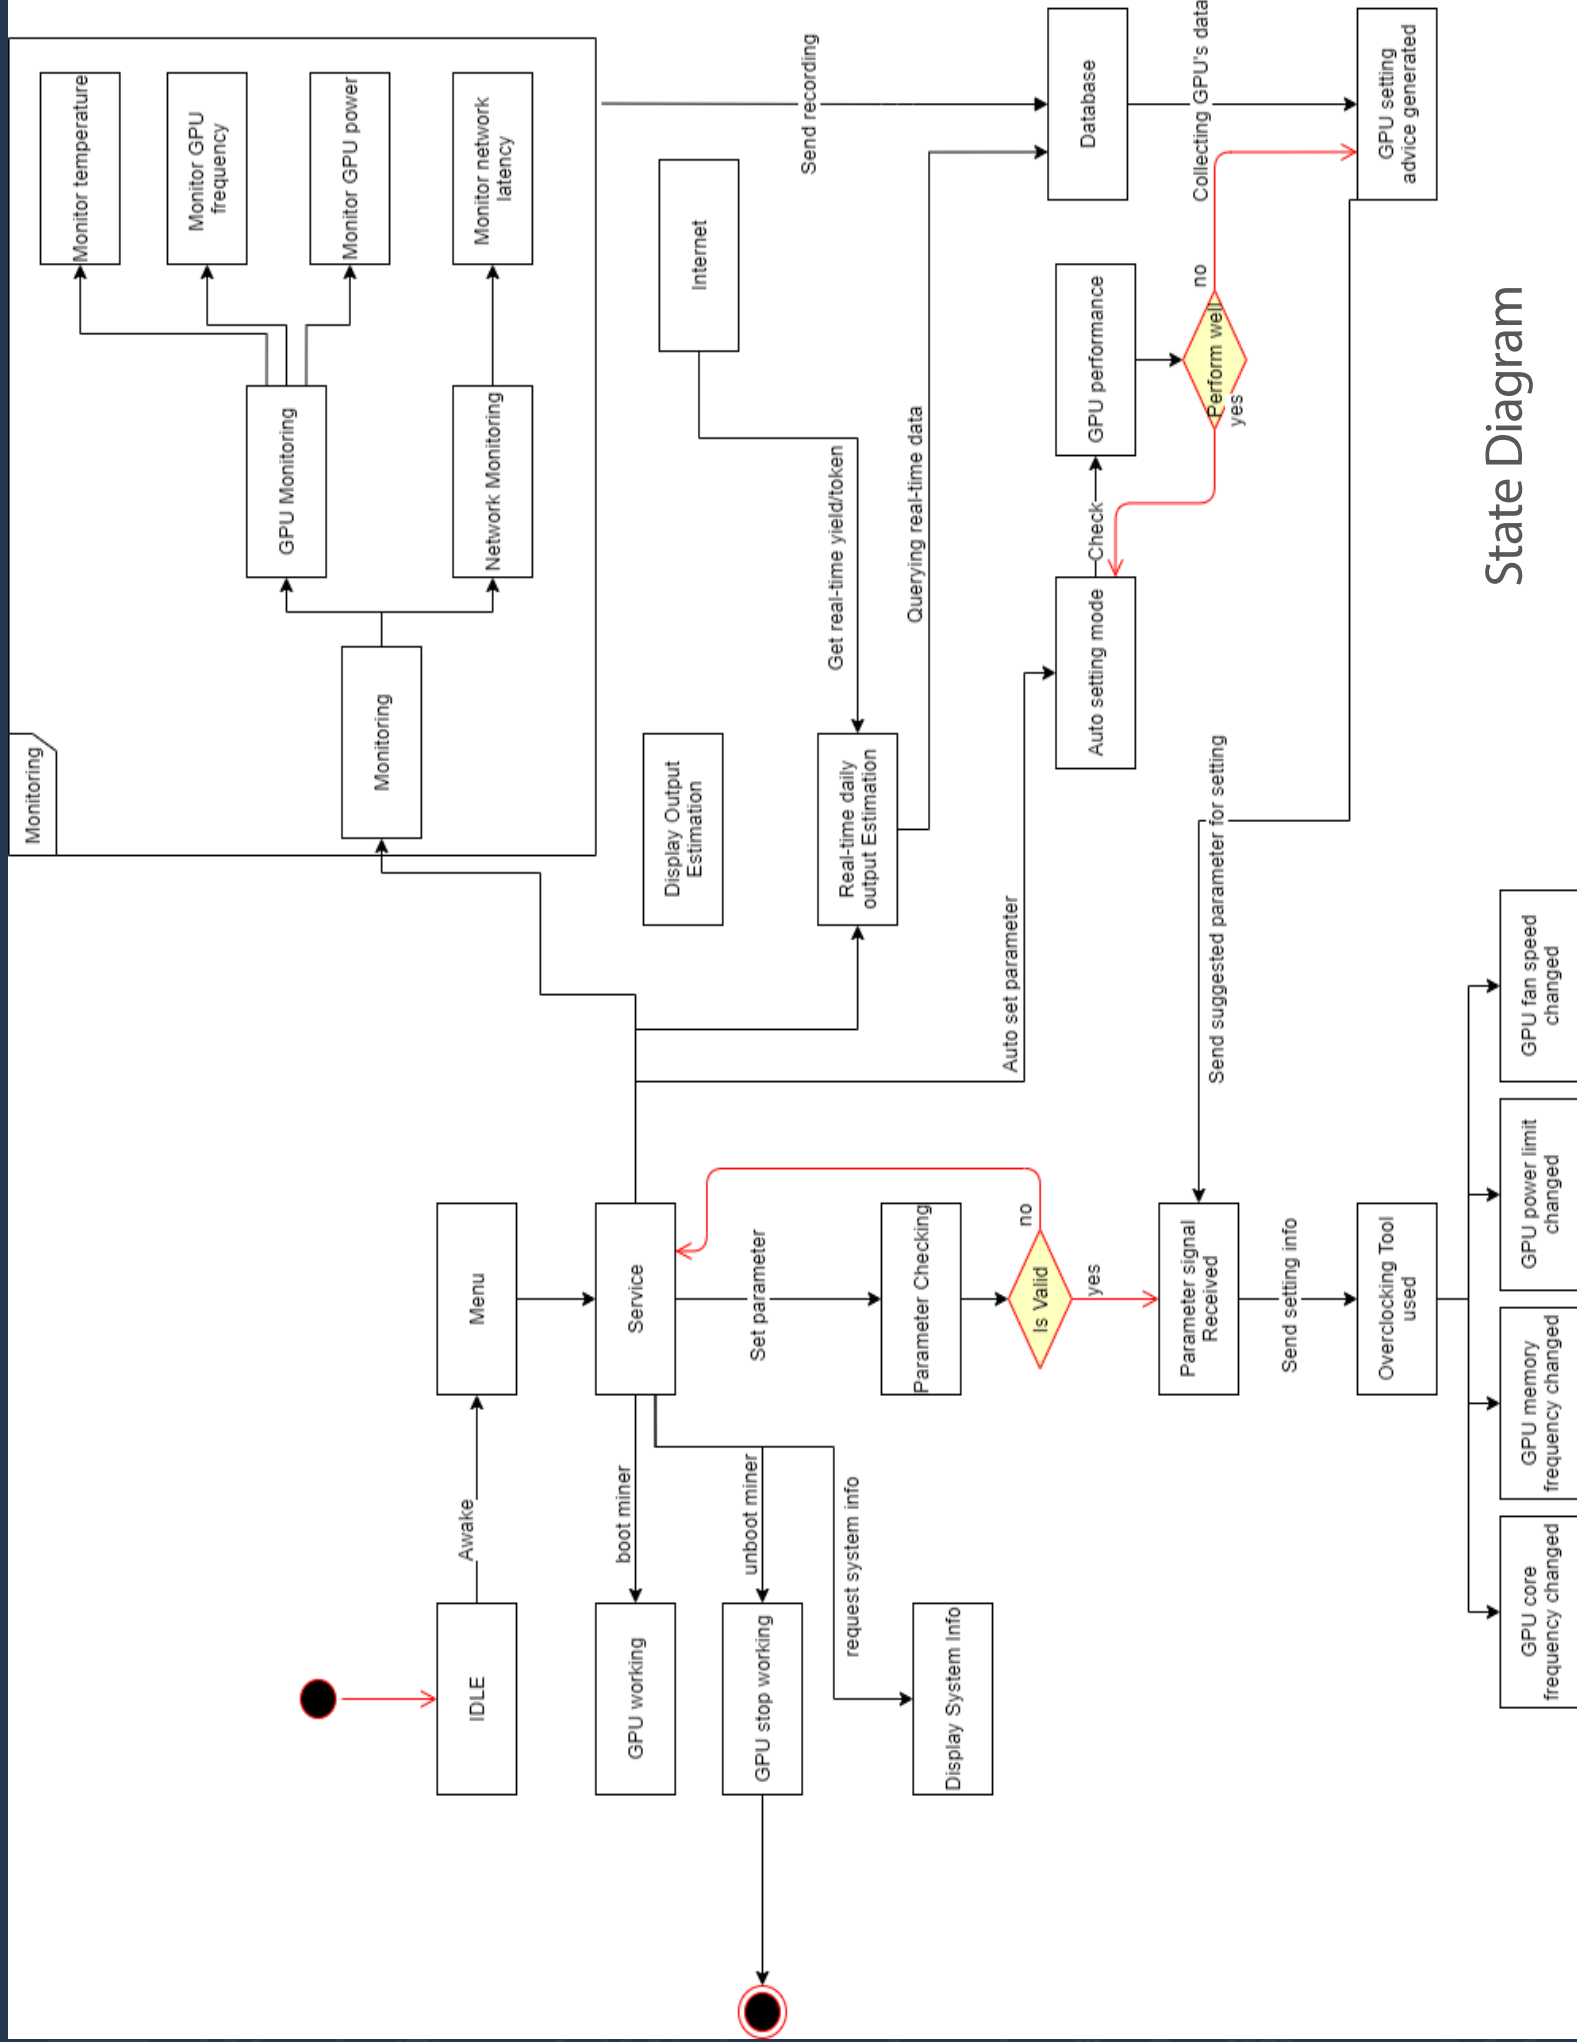 State Diagram
IDLE
Awake
Menu
Service
boot miner
GPU working
unboot miner
GPU stop working
request system info
Display System Info
Set parameter
Parameter Checking
Is Valid
no
yes
Parameter signal
Received
Send setting info
Overclocking Tool
used
GPU core
frequency changed
GPU memory
frequency changed
GPU power limit
changed
GPU fan speed
changed
Monitoring
Monitoring
GPU Monitoring
Network Monitoring
Monitor temperature
Monitor GPU
frequency
Monitor GPU power
Monitor network
latency
Display Output
Estimation
Internet
Get real-time yield/token
Real-time daily
output Estimation
Querying real-time data
Send recording
Database
Auto set parameter
Auto setting mode
Check
GPU performance
Perform well
no
yes
Collecting GPU's data
GPU setting
advice generated
Send suggested parameter for setting